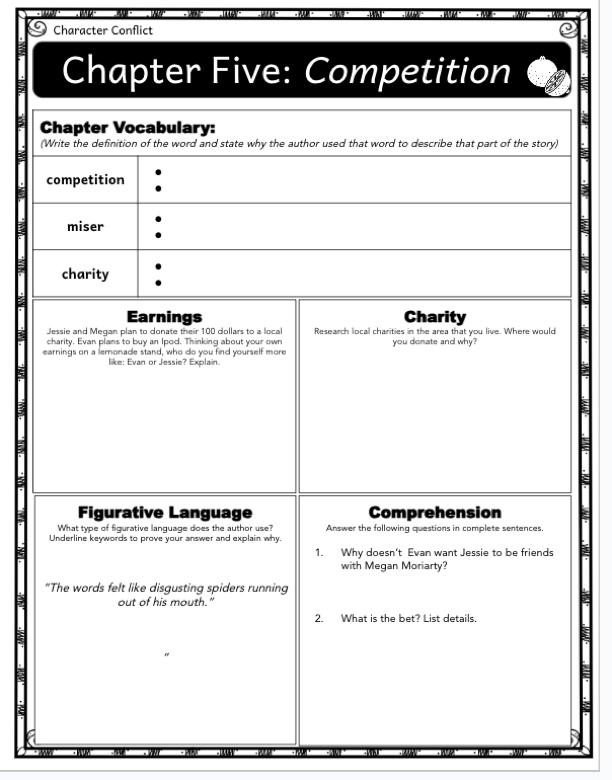 Character Conflict
Chapter Five: Competition
Chapter Vocabulary:
(Write the definition of the word and state why the author used that word to describe that part of the story)
competition
•
•
miser
•
•
charity
•
•
Earnings
Jessie and Megan plan to donate their 100 dollars to a local
charity. Evan plans to buy an Ipod. Thinking about your own
earnings on a lemonade stand, who do you find yourself more
like: Evan or Jessie? Explain.
Charity
Research local charities in the area that you live. Where would
you donate and why?
Figurative Language
What type of figurative language does the author use?
Underline keywords to prove your answer and explain why.
“The words felt like disgusting spiders running
out of his mouth.”
”
Comprehension
Answer the following questions in complete sentences.
1. Why doesn’t  Evan want Jessie to be friends
with Megan Moriarty?
2. What is the bet? List details.